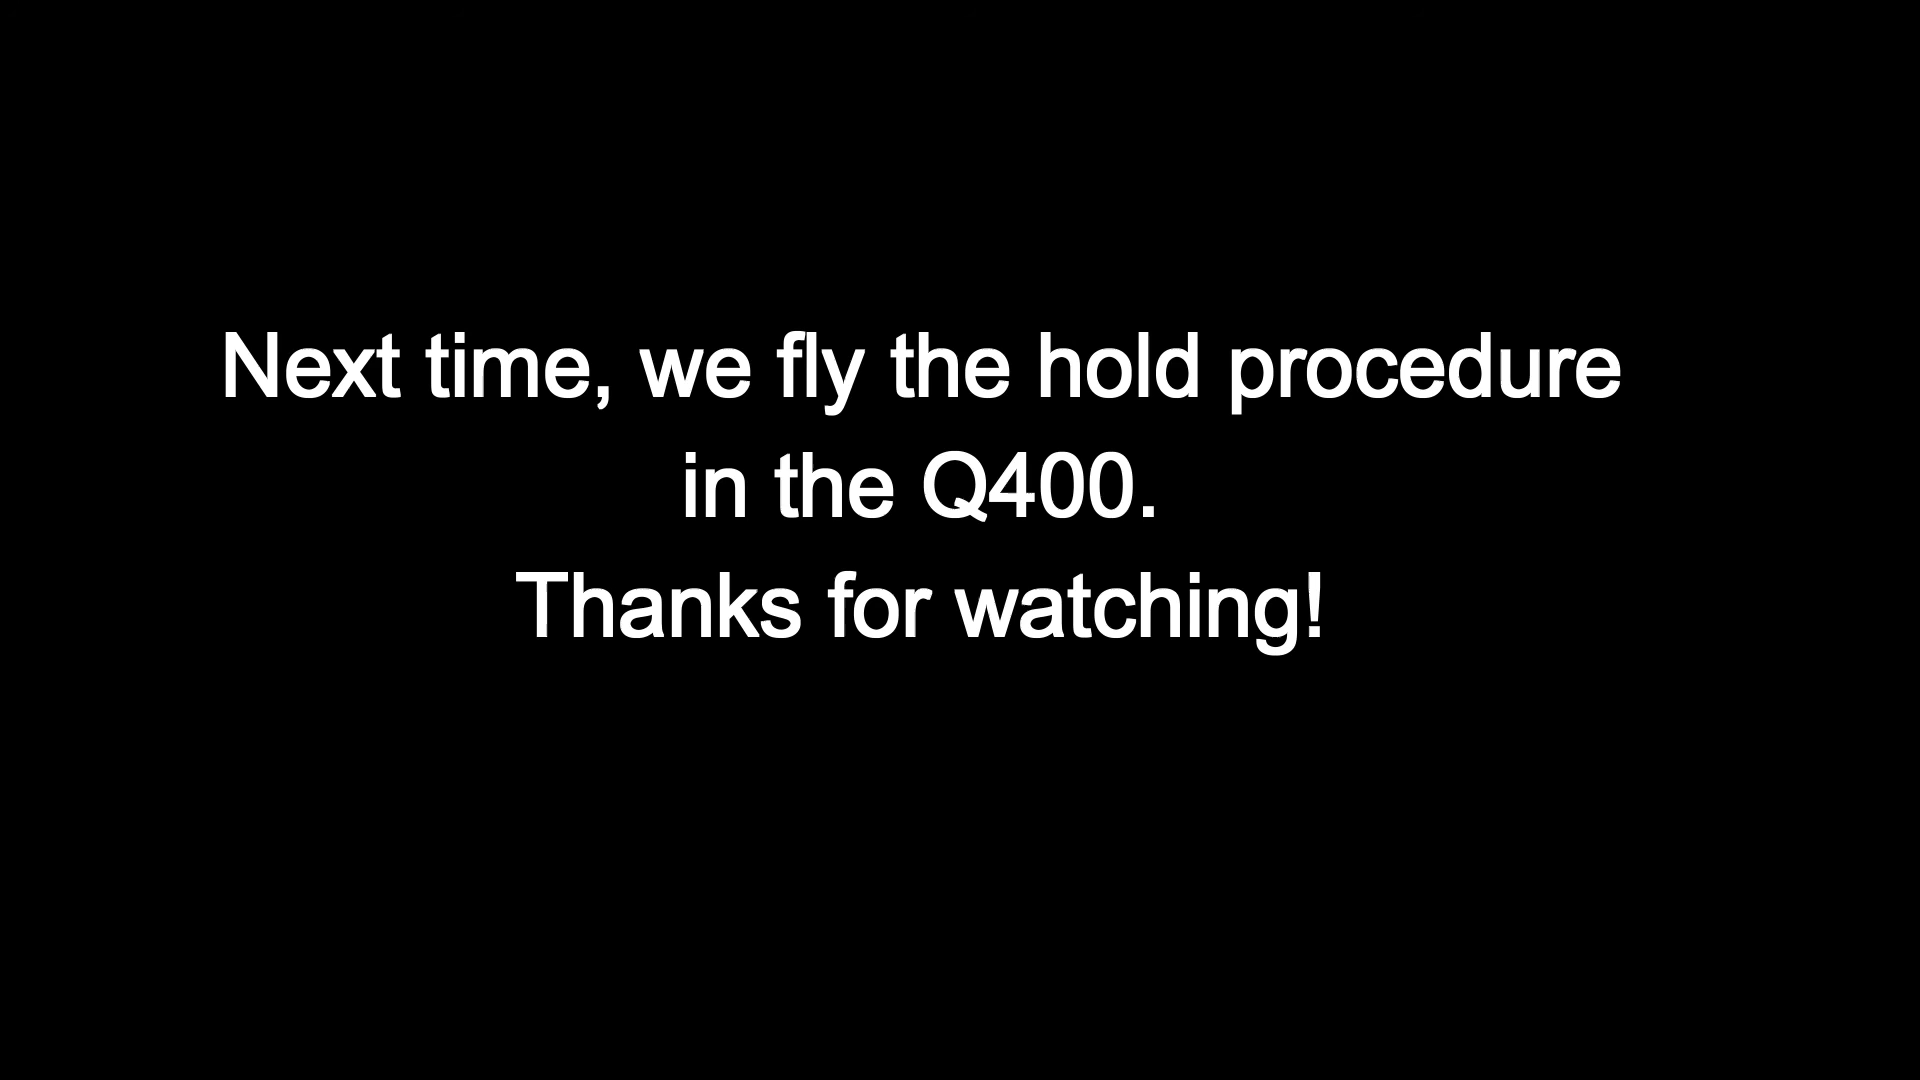 Next time, we fly the hold procedure
in the Q400.
Thanks for watching!